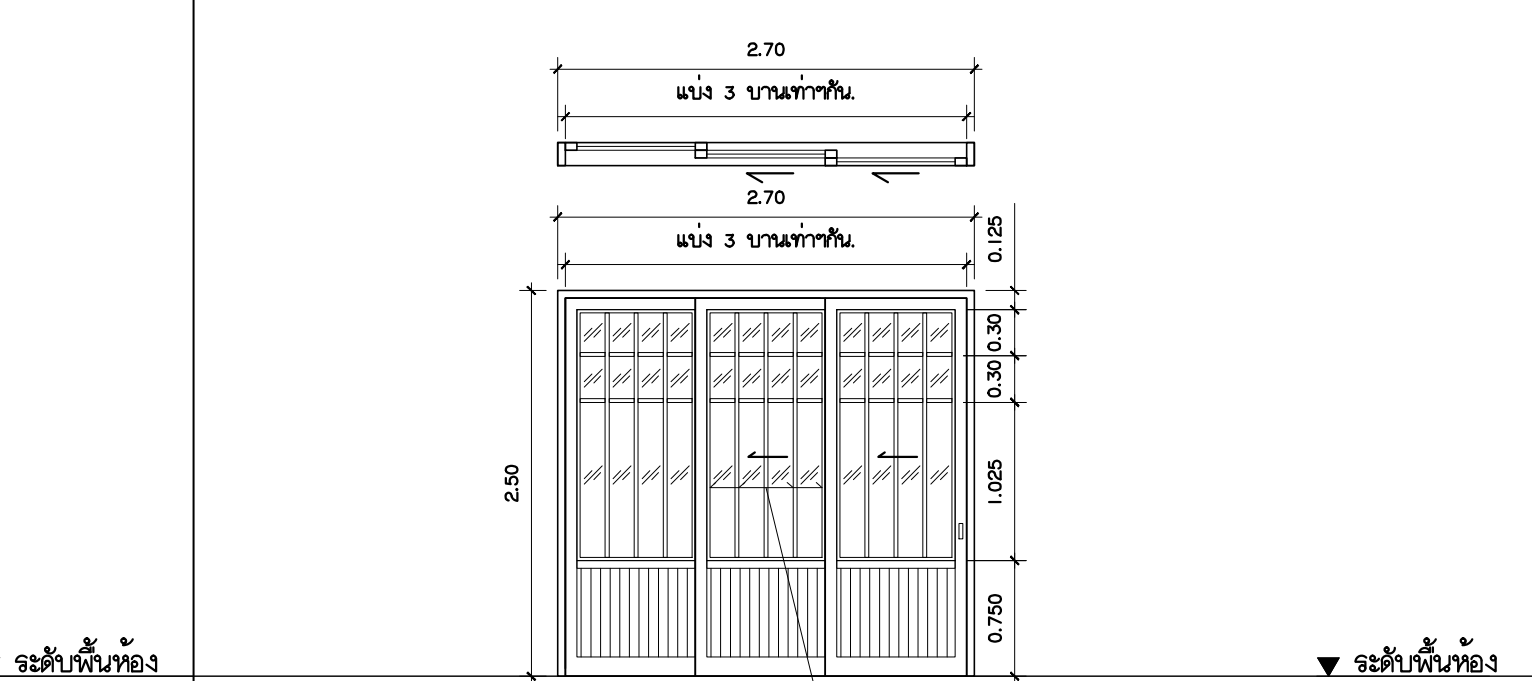 2.70
แบ่ง 3 บานเท่าๆกัน.
2.70
แบ่ง 3 บานเท่าๆกัน.
0.125
0.30
0.30
2.50
1.025
0.750
ระดับพื้นห้อง
ระดับพื้นห้อง